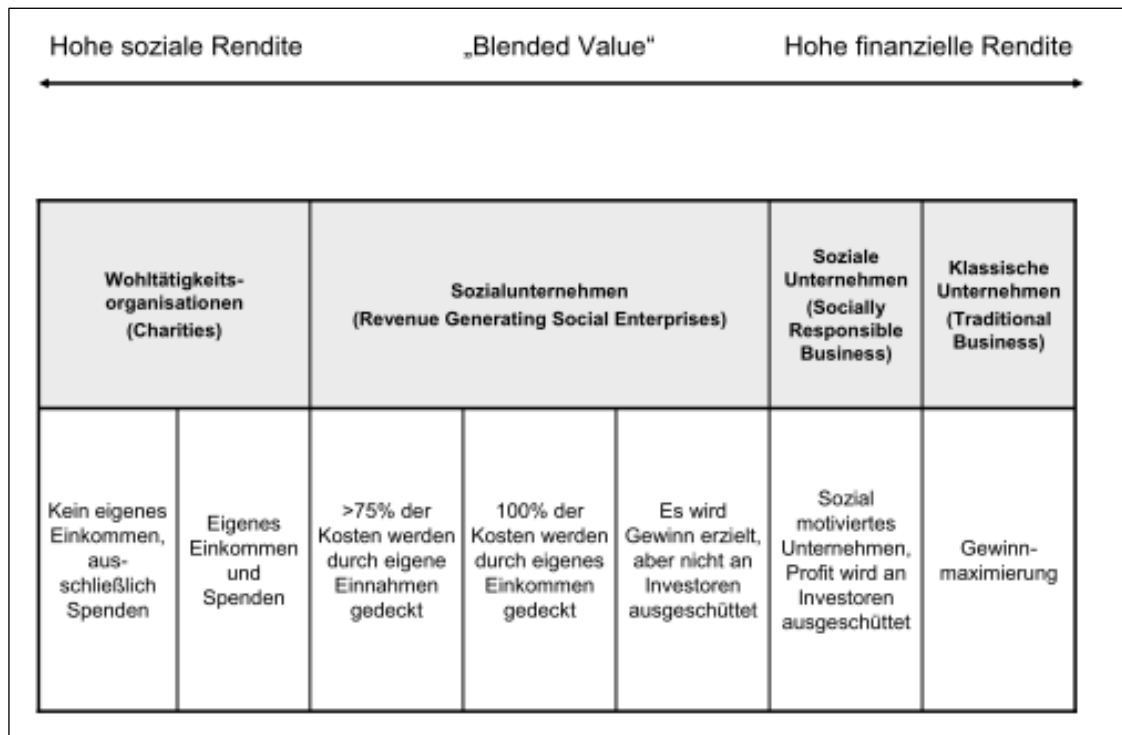 Hohe soziale Rendite
„Blended Value“
Hohe finanzielle Rendite
Wohltätigkeits-
organisationen
(Charities)
Sozialunternehmen
(Revenue Generating Social Enterprises)
Soziale
Unternehmen
(Socially
Responsible
Business)
Klassische
Unternehmen
(Traditional
Business)
Kein eigenes
Einkommen,
aus-
schließlich
Spenden
Eigenes
Einkommen
und
Spenden
>75% der
Kosten werden
durch eigene
Einnahmen
gedeckt
100% der
Kosten werden
durch eigenes
Einkommen
gedeckt
Es wird
Gewinn erzielt,
aber nicht an
Investoren
ausgeschüttet
Sozial
motiviertes
Unternehmen,
Profit wird an
Investoren
ausgeschüttet
Gewinn-
maximierung